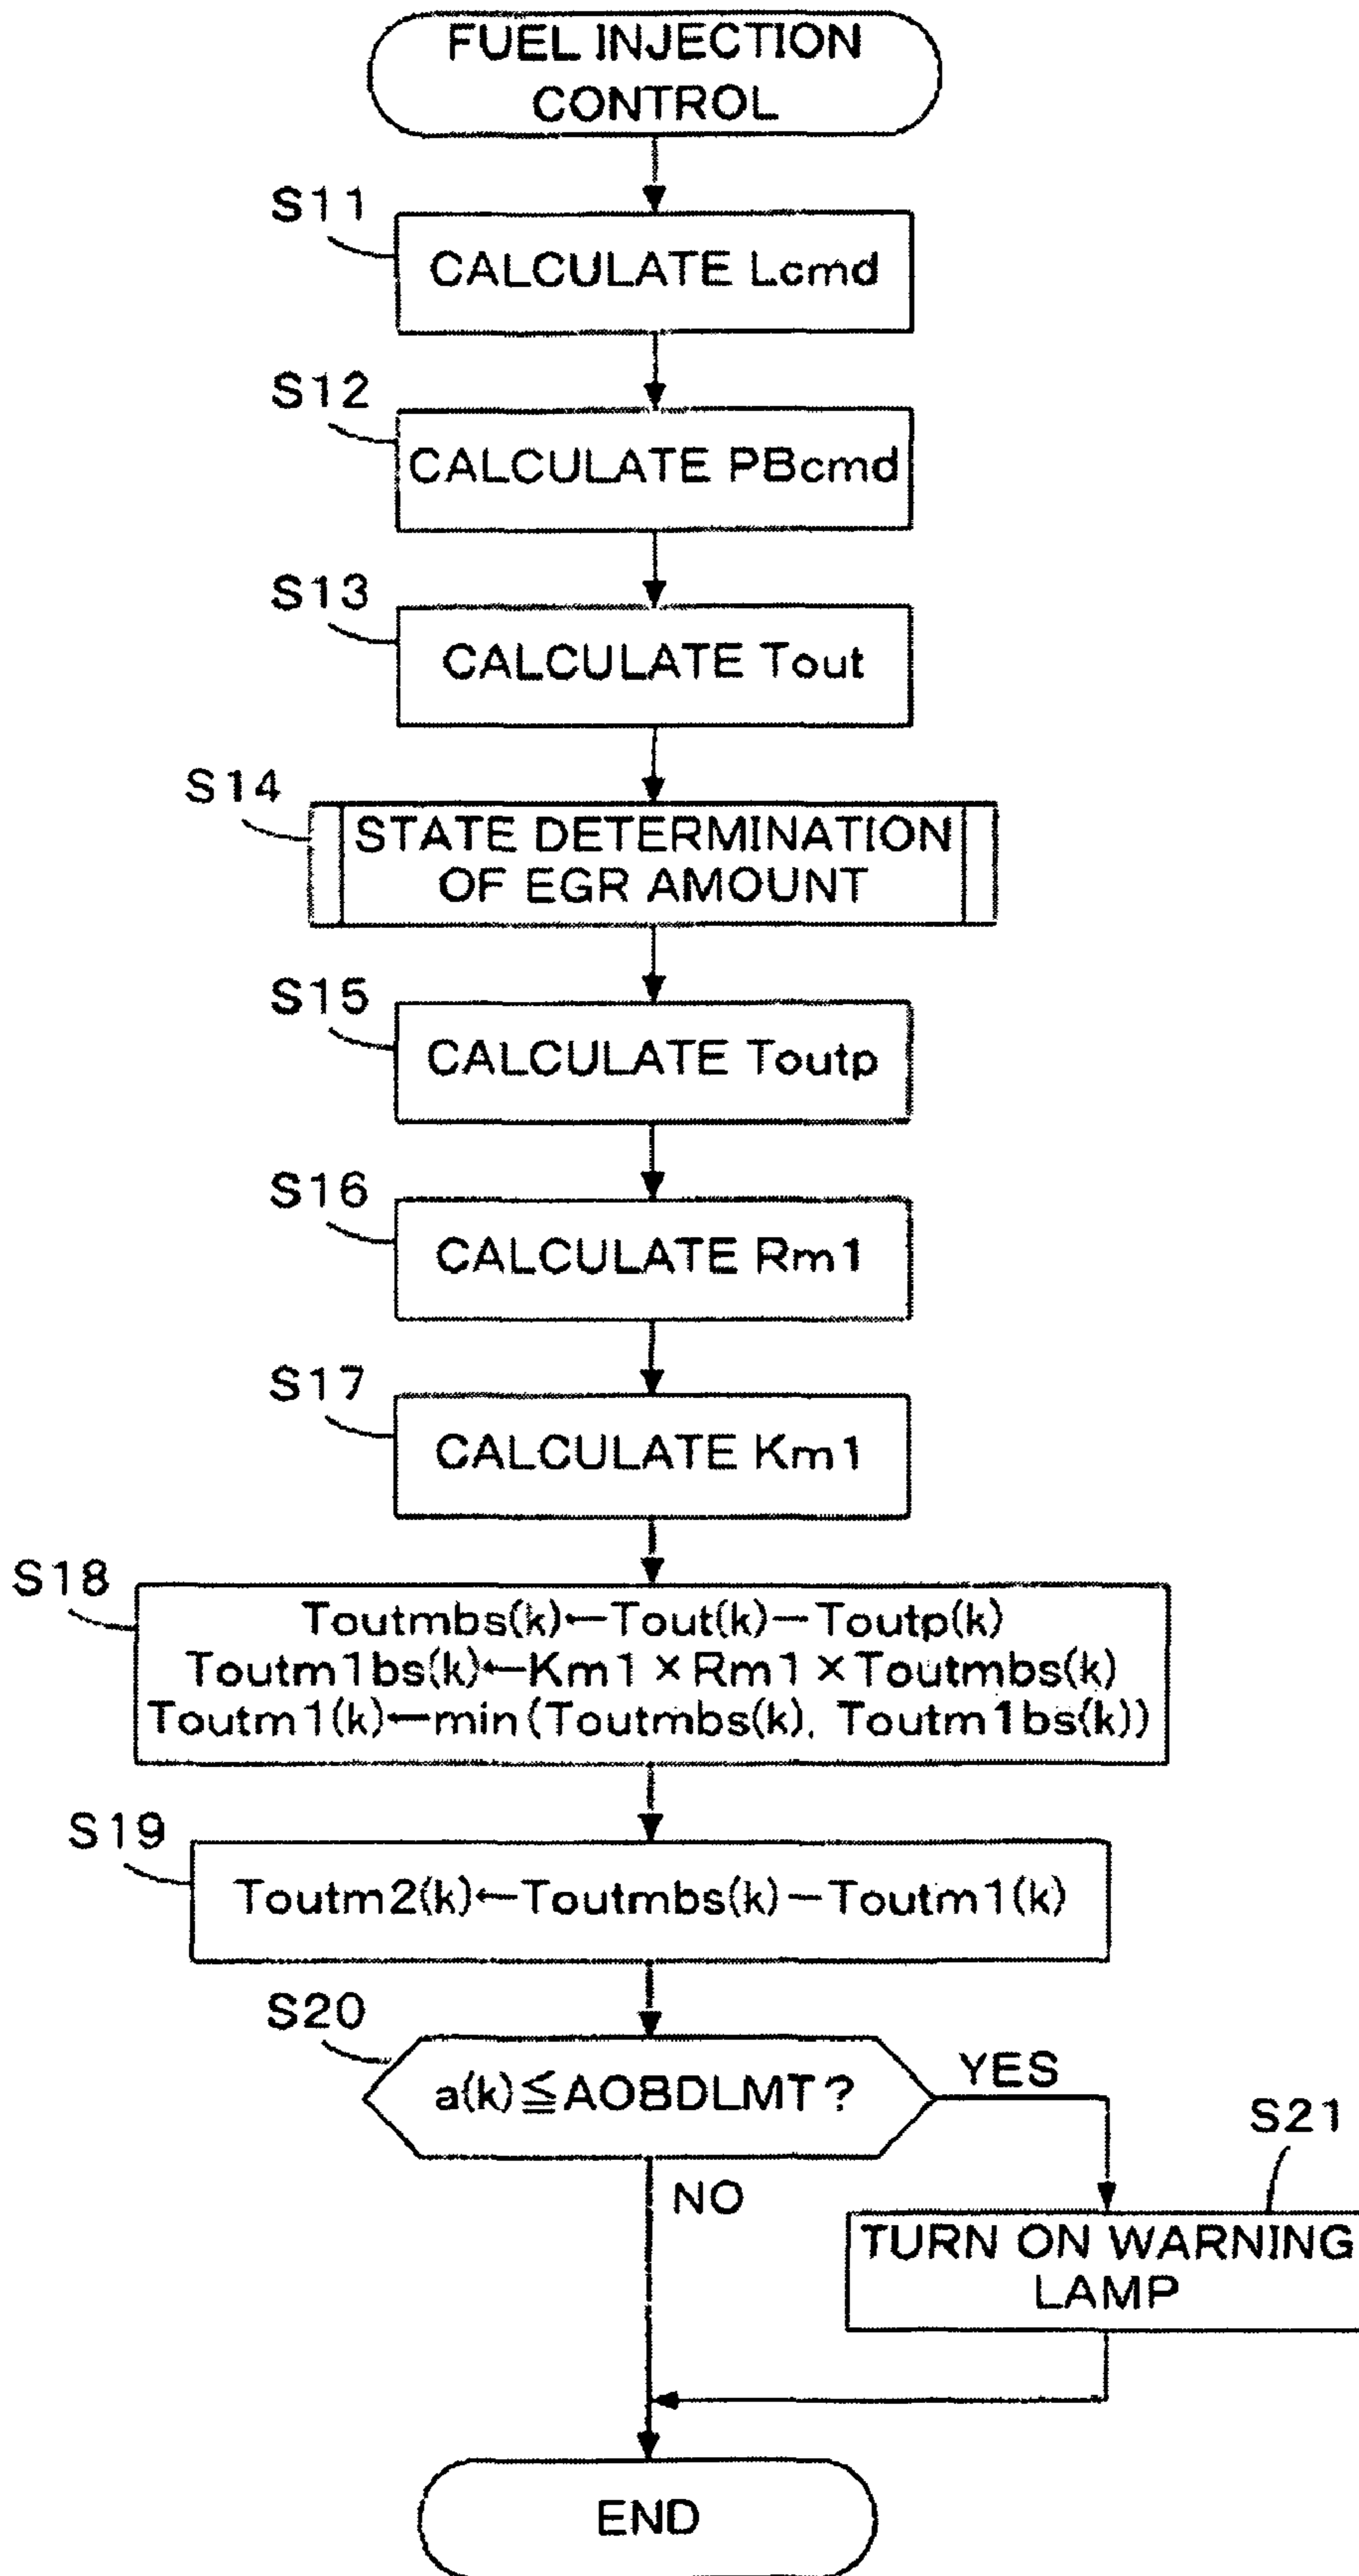 FUEL INJECTION
CONTROL
S11
CALCULATE Lcmd
S12
CALCULATE PBcmd
S13
CALCULATE Tout
S14
STATE DETERMINATION
OF EGR AMOUNT
S15
CALCULATE Toutp
S16
CALCULATE Rm1
S17
CALCULATE Km1
S18
Toutmbs(k)←Tout(k)−Toutp(k)
Toutm1bs(k)←Km1×Rm1×Toutmbs(k)
Toutm1(k)←min(Toutmbs(k), Toutm1bs(k))
S19
Toutm2(k)←Toutmbs(k)−Toutm1(k)
S20
a(k)≦AOBDLMT?
YES
S21
NO
TURN ON WARNING
LAMP
END